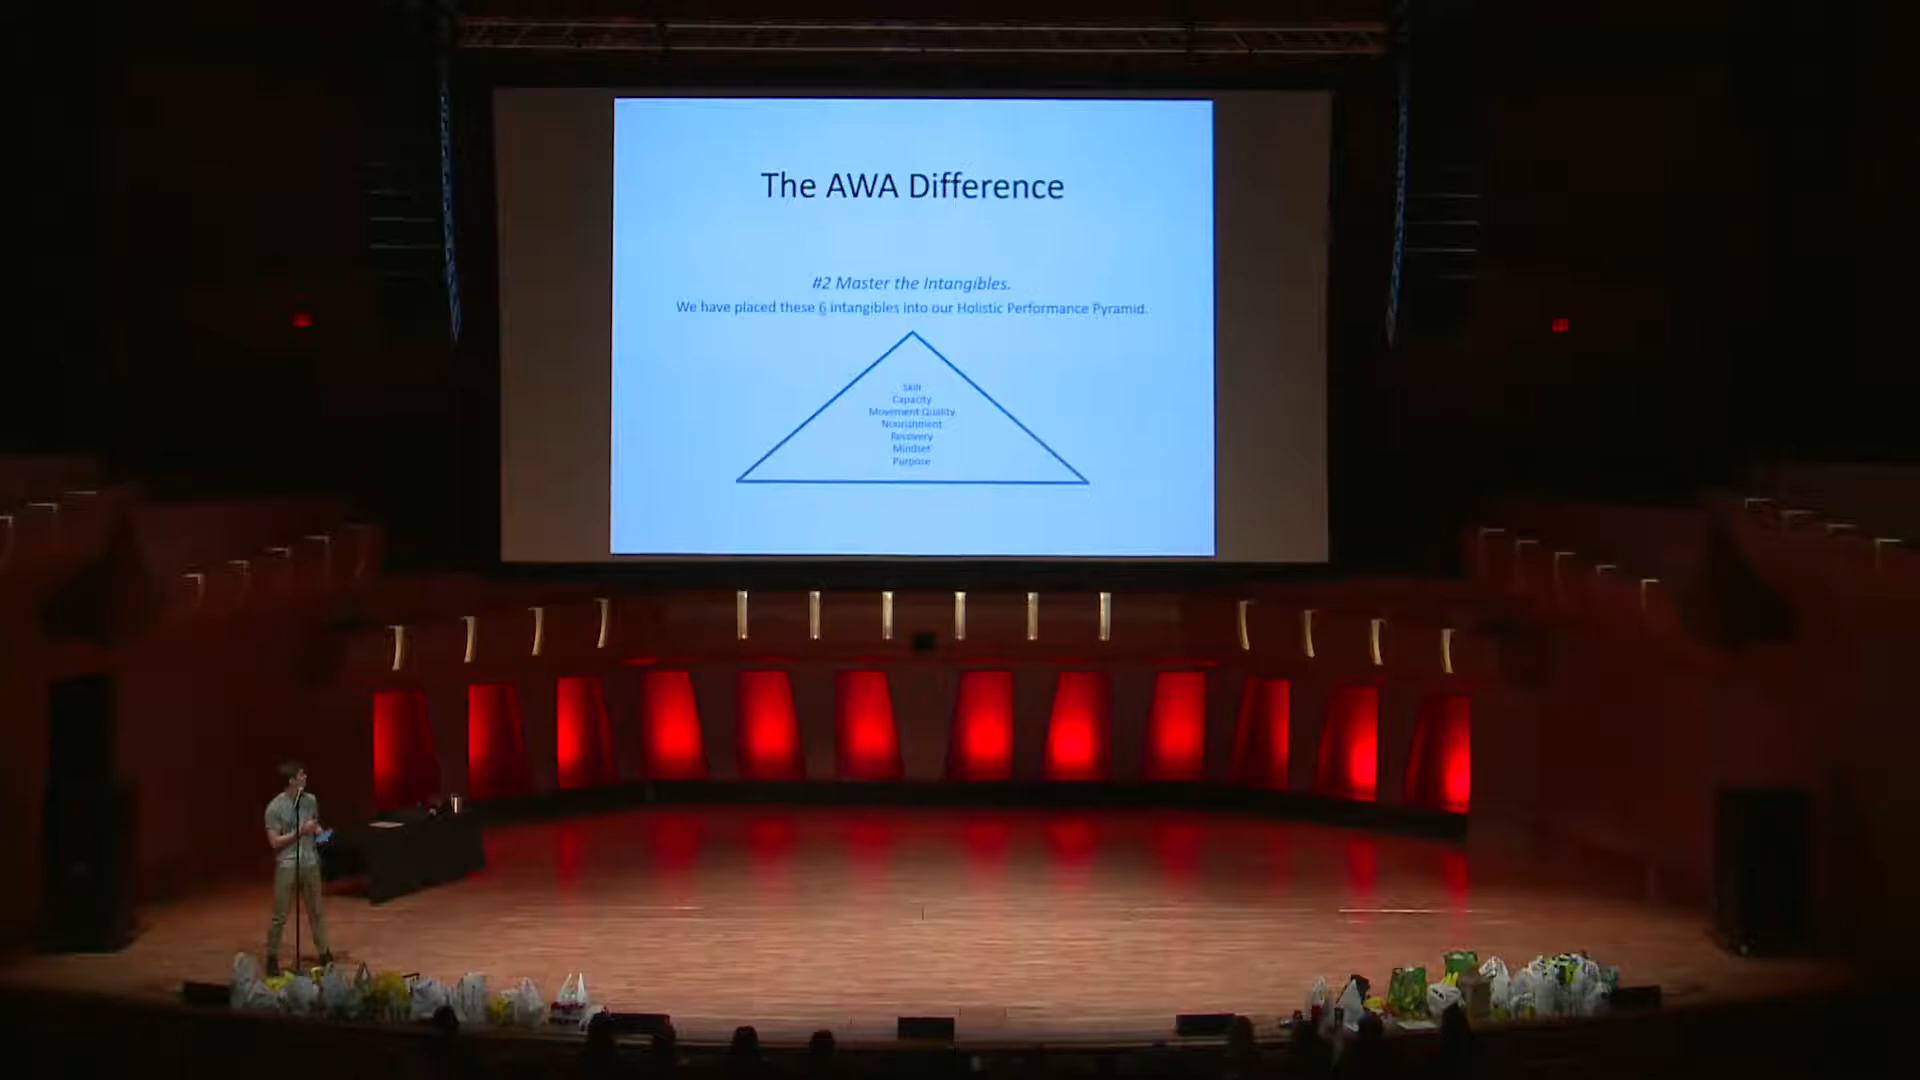 The AWA Difference
#2 Master the Intangibles.
We have placed these 6 intangibles into our Holistic Performance Pyramid.
Skill
Capacity
Movement Quality
Nourishment
Recovery
Mindset
Purpose